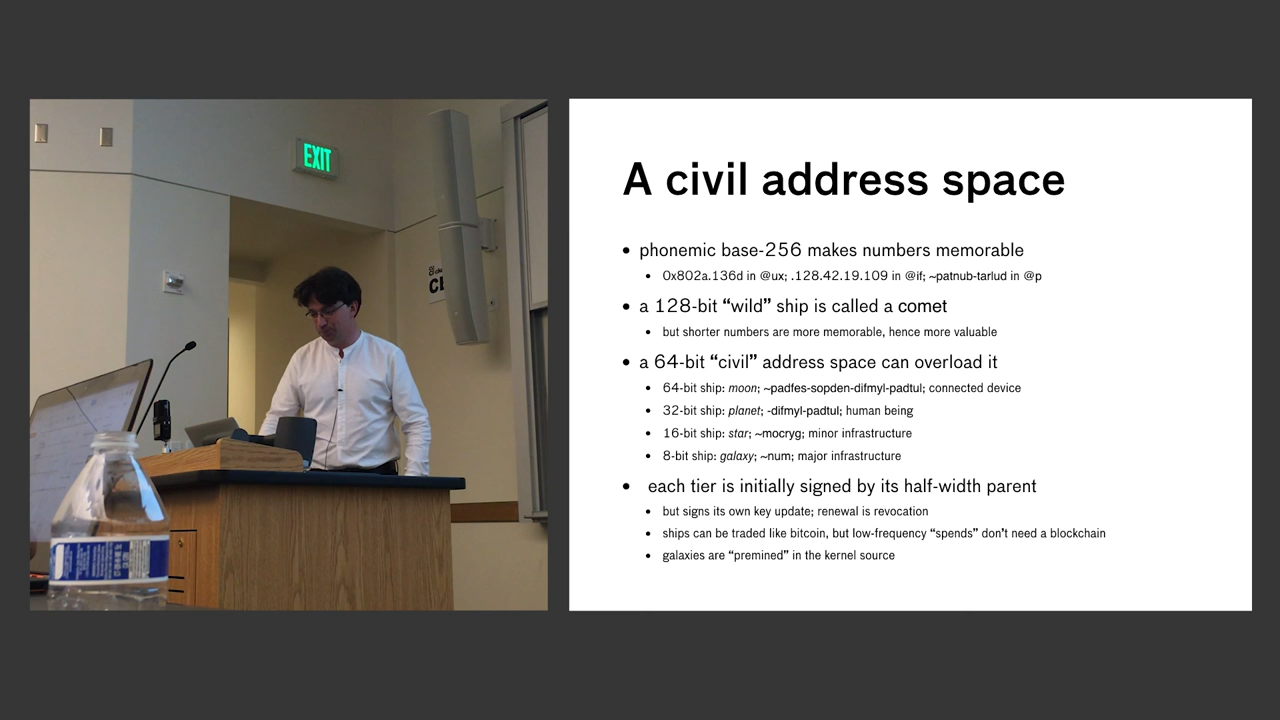 EXIT
A civil address space
• phonemic base-256 makes numbers memorable
• 0x802a.136d in @ux; .128.42.19.109 in @if; ~patnub-tarlud in @p
• a 128-bit “wild” ship is called a comet
• but shorter numbers are more memorable, hence more valuable
• a 64-bit “civil” address space can overload it
• 64-bit ship: moon; ~padfes-sopden-difmyl-padtul; connected device
• 32-bit ship: planet; -difmyl-padtul; human being
• 16-bit ship: star; ~mocryg; minor infrastructure
• 8-bit ship: galaxy; ~num; major infrastructure
• each tier is initially signed by its half-width parent
• but signs its own key update; renewal is revocation
• ships can be traded like bitcoin, but low-frequency “spends” don’t need a blockchain
• galaxies are “premined” in the kernel source